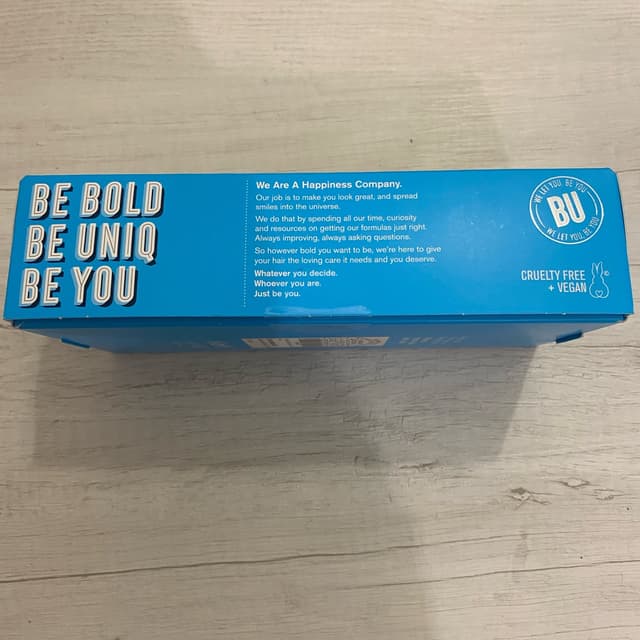 BE BOLD
BE UNIQ
BE YOU
We Are A Happiness Company.
Our job is to make you look great, and spread
smiles into the universe.
We do that by spending all our time, curiosity
and resources on getting our formulas just right.
Always improving, always asking questions.
So however bold you want to be, we're here to give
your hair the loving care it needs and you deserve.
Whatever you decide.
Whoever you are.
Just be you.
WE LET YOU, BE YOU
BU
WE LET YOU, BE YOU
CRUELTY FREE
+ VEGAN